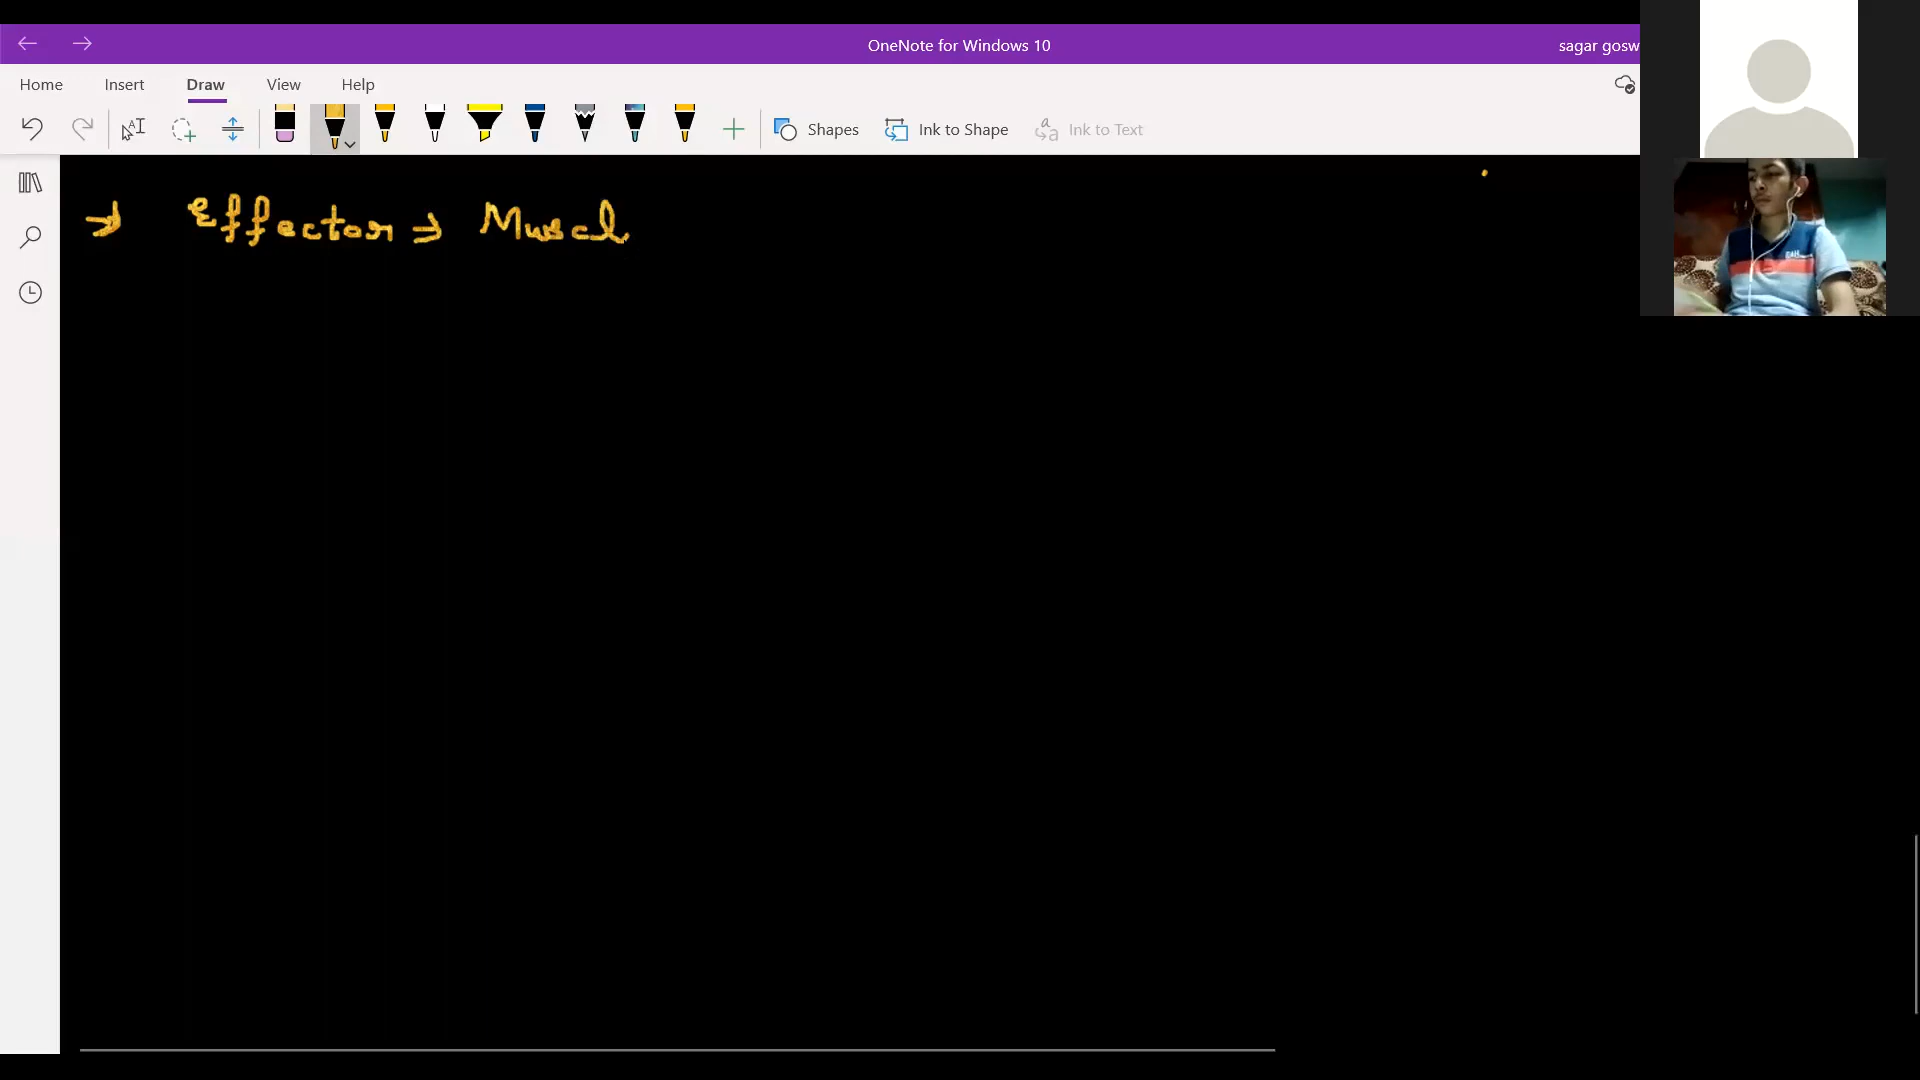 OneNote for Windows 10
sagar gosw
Home Insert Draw View Help
Shapes Ink to Shape Ink to Text
⇒ Effector ⇒ Muscl